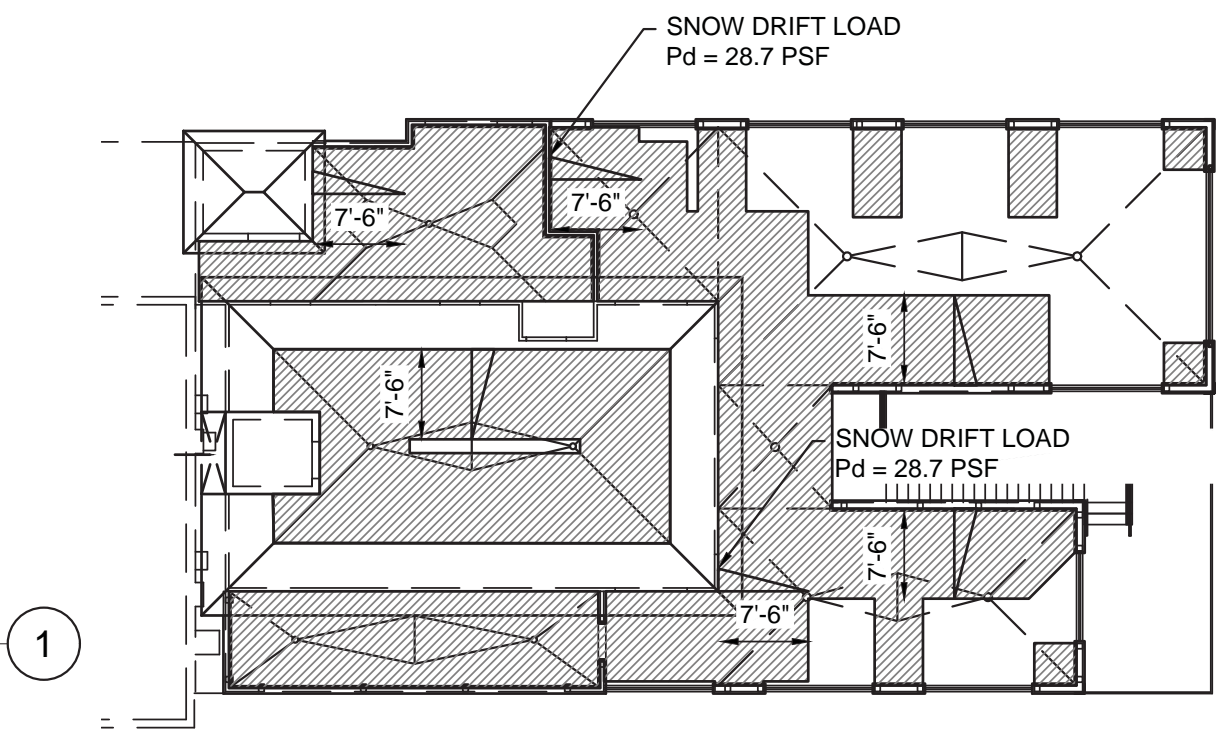 SNOW DRIFT LOAD
Pd = 28.7 PSF
7'-6"
7'-6"
7'-6"
7'-6"
SNOW DRIFT LOAD
Pd = 28.7 PSF
7'-6"
7'-6"
1